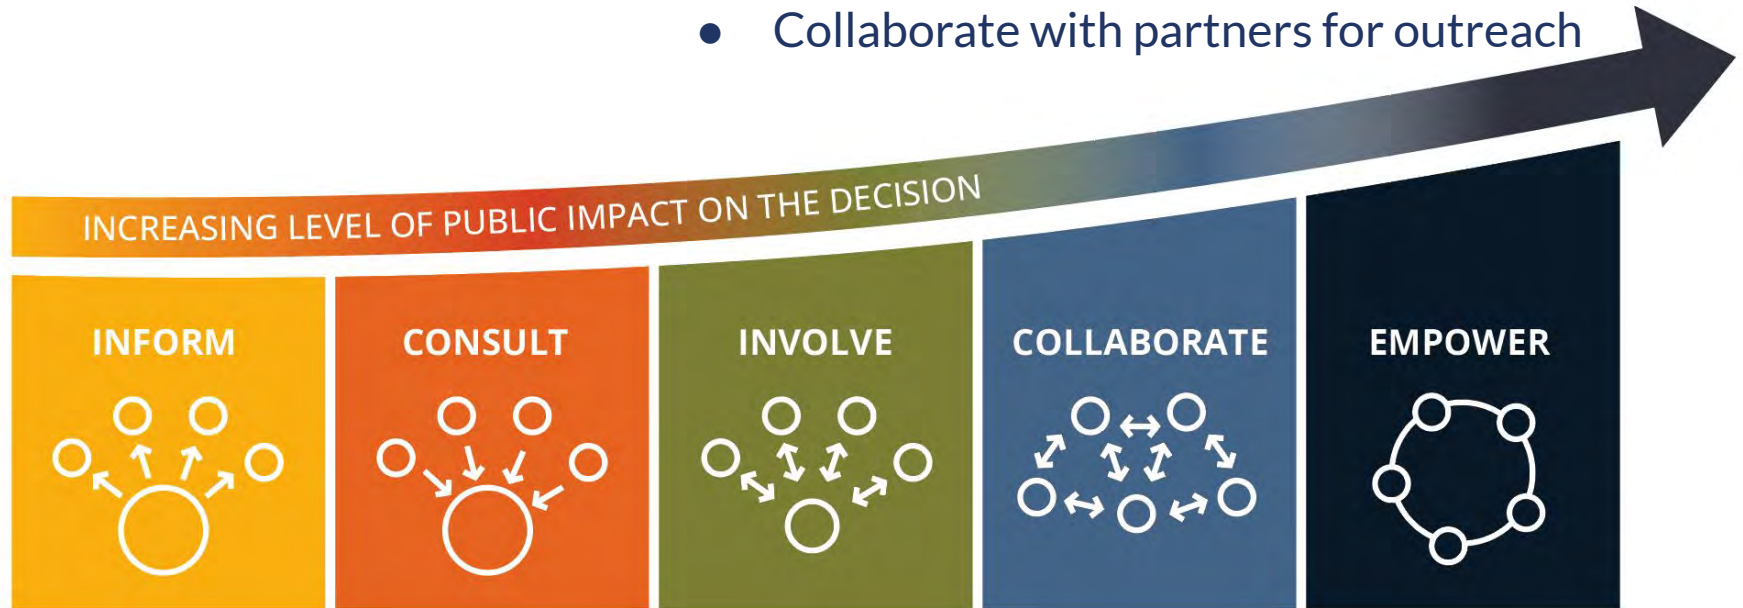 ● Collaborate with partners for outreach
INCREASING LEVEL OF PUBLIC IMPACT ON THE DECISION
INFORM
CONSULT
INVOLVE
COLLABORATE
EMPOWER